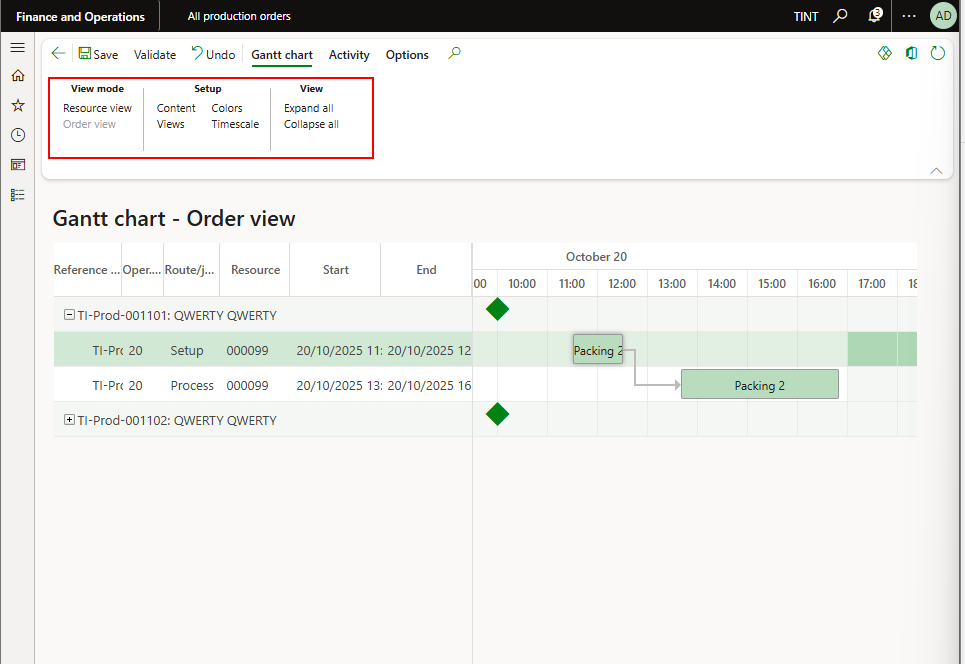 Finance and Operations
All production orders
TINT
3
AD
Save
Validate
Undo
Gantt chart
Activity
Options
View mode
Setup
View
Resource view
Content
Colors
Expand all
Order view
Views
Timescale
Collapse all
Gantt chart - Order view
October 20
Reference ...
Oper....
Route/j...
Resource
Start
End
00
10:00
11:00
12:00
13:00
14:00
15:00
16:00
17:00
18
TI-Prod-001101: QWERTY QWERTY
TI-Prc 20 Setup 000099 20/10/2025 11: 20/10/2025 12
Packing 2
TI-Prc 20 Process 000099 20/10/2025 13: 20/10/2025 16
Packing 2
TI-Prod-001102: QWERTY QWERTY